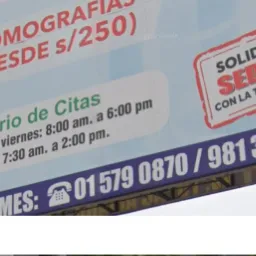 OMOGRAFIAS
ESDE s/250)
rio de Citas
viernes: 8:00 am. a 6:00 pm
7:30 am. a 2:00 pm.
SOLID
SE
CON LA
MES: ☎ 01 579 0870 / 981